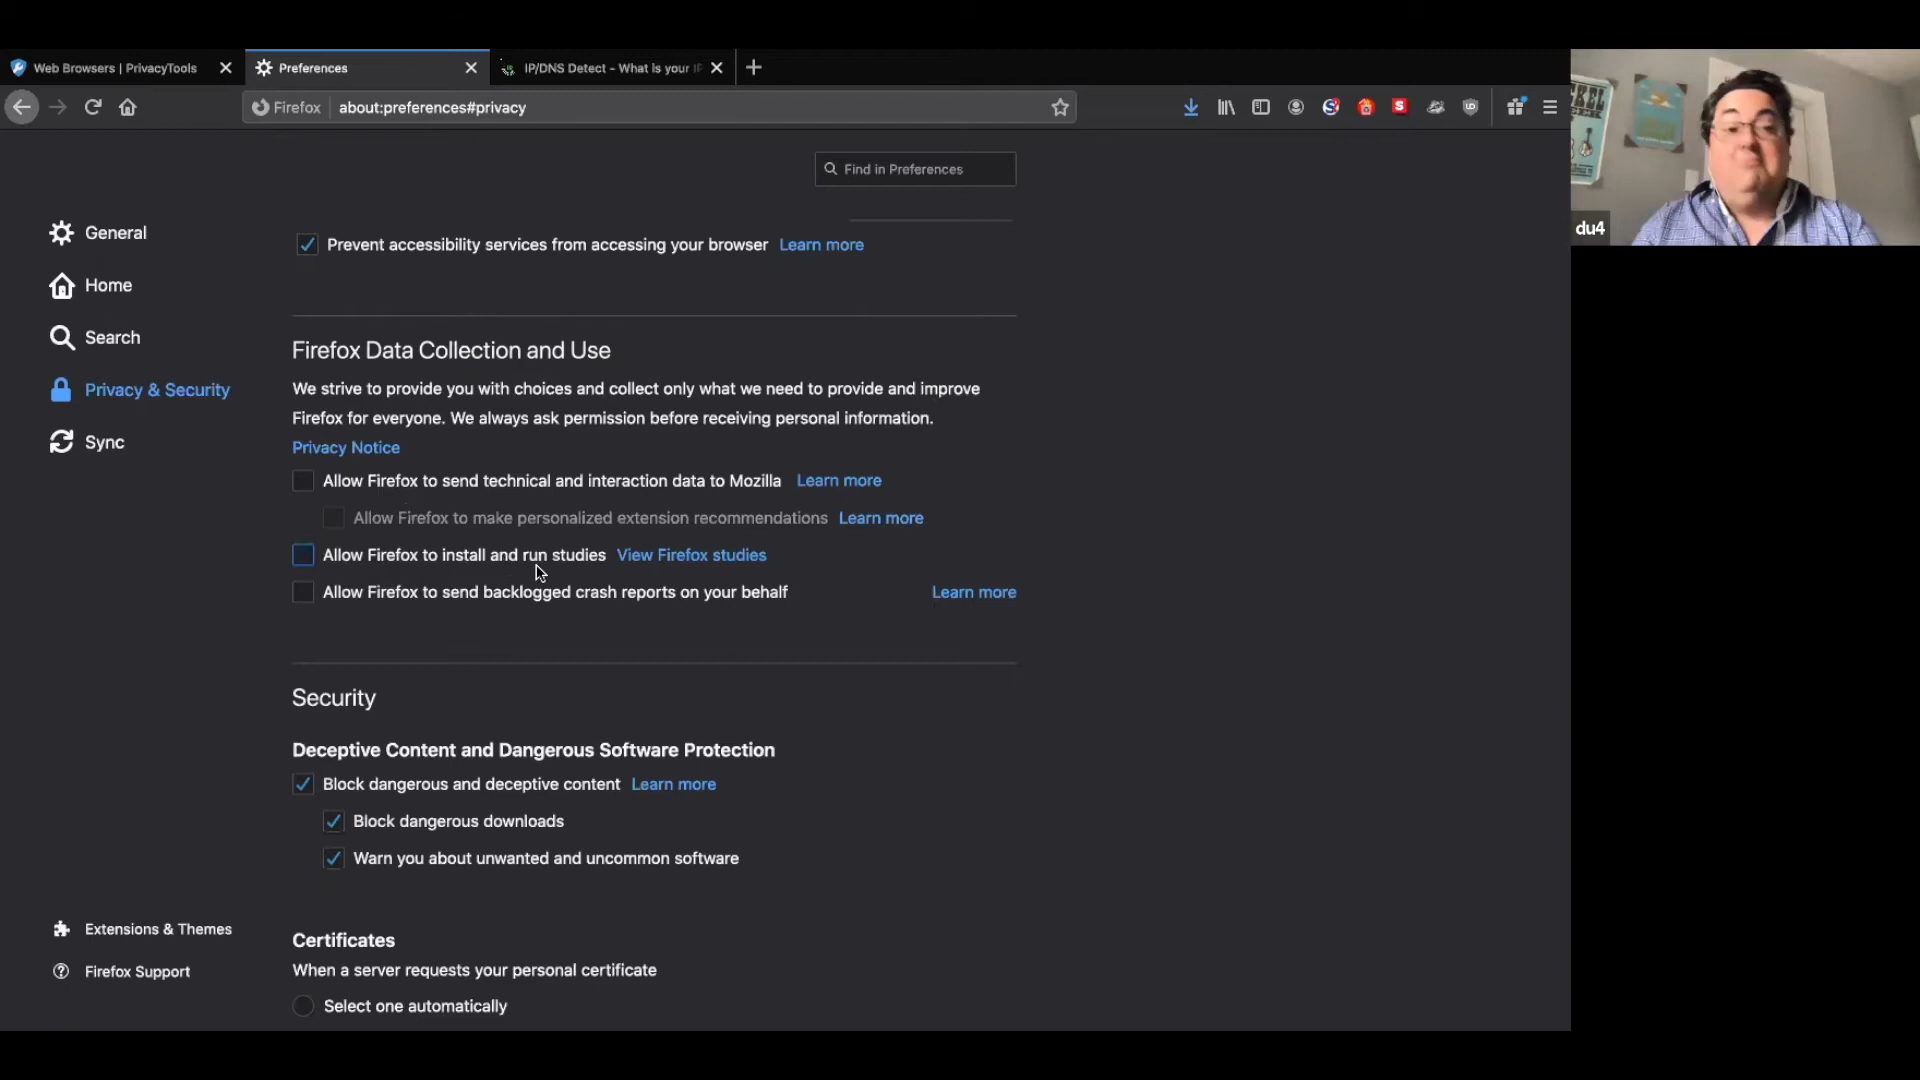 Web Browsers | PrivacyTools
Preferences
IP/DNS Detect - What is your IP
Firefox
about:preferences#privacy
Find in Preferences
General
Home
Search
Privacy & Security
Sync
Prevent accessibility services from accessing your browser Learn more
Firefox Data Collection and Use
We strive to provide you with choices and collect only what we need to provide and improve
Firefox for everyone. We always ask permission before receiving personal information.
Privacy Notice
Allow Firefox to send technical and interaction data to Mozilla Learn more
Allow Firefox to make personalized extension recommendations Learn more
Allow Firefox to install and run studies View Firefox studies
Allow Firefox to send backlogged crash reports on your behalf Learn more
Security
Deceptive Content and Dangerous Software Protection
Block dangerous and deceptive content Learn more
Block dangerous downloads
Warn you about unwanted and uncommon software
Certificates
When a server requests your personal certificate
Select one automatically
Extensions & Themes
Firefox Support
du4